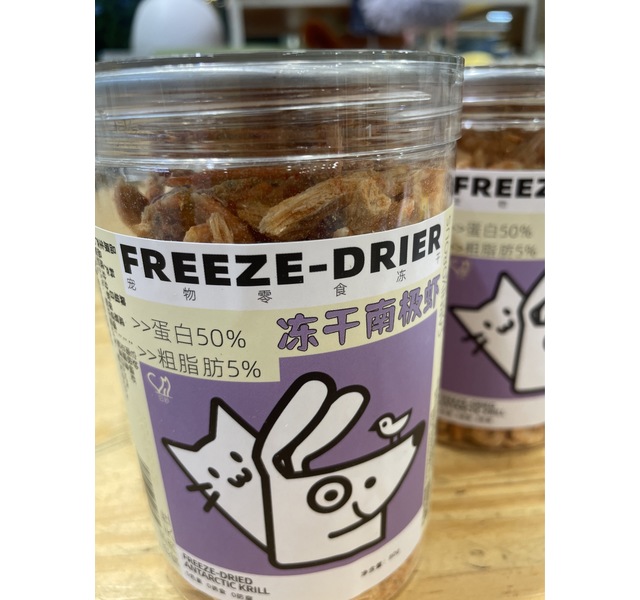 FREEZE-DRIER
宠物零食冻干
>>蛋白50%
>>粗脂肪5%
冻干南极虾
FREEZE-DRIED
ANTARCTIC KRILL
FREEZ
>>蛋白50%
>>粗脂肪5%